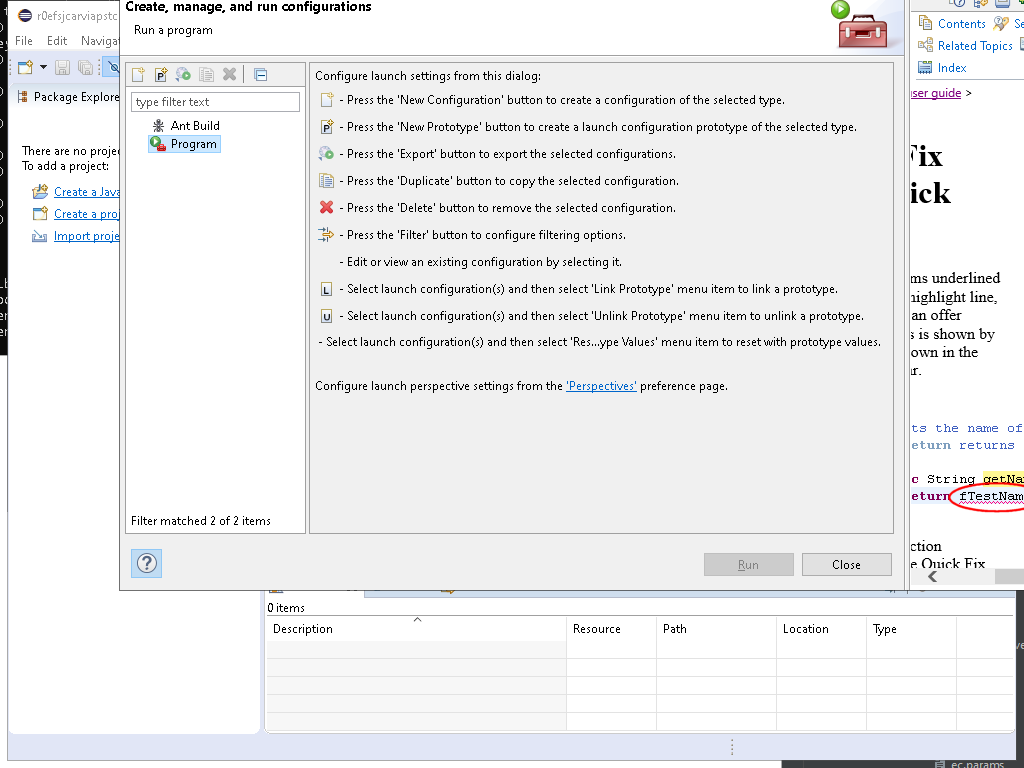 Create, manage, and run configurations
Run a program
r0efsjcarviapstc
File Edit Navigat
Package Explore
There are no proje
To add a project:
Create a Java
Create a proj
Import proje
type filter text
Ant Build
Program
Filter matched 2 of 2 items
Configure launch settings from this dialog:
- Press the 'New Configuration' button to create a configuration of the selected type.
- Press the 'New Prototype' button to create a launch configuration prototype of the selected type.
- Press the 'Export' button to export the selected configurations.
- Press the 'Duplicate' button to copy the selected configuration.
- Press the 'Delete' button to remove the selected configuration.
- Press the 'Filter' button to configure filtering options.
- Edit or view an existing configuration by selecting it.
L - Select launch configuration(s) and then select 'Link Prototype' menu item to link a prototype.
U - Select launch configuration(s) and then select 'Unlink Prototype' menu item to unlink a prototype.
- Select launch configuration(s) and then select 'Res...ype Values' menu item to reset with prototype values.
Configure launch perspective settings from the 'Perspectives' preference page.
Run Close
Contents Se
Related Topics
Index
user guide >
Fix
ick
ms underlined
highlight line,
an offer
s is shown by
own in the
ar.
ts the name of
eturn returns
c String getNa
eturn fTestNam
ction
e Quick Fix
0 items
Description Resource Path Location Type
ec.params